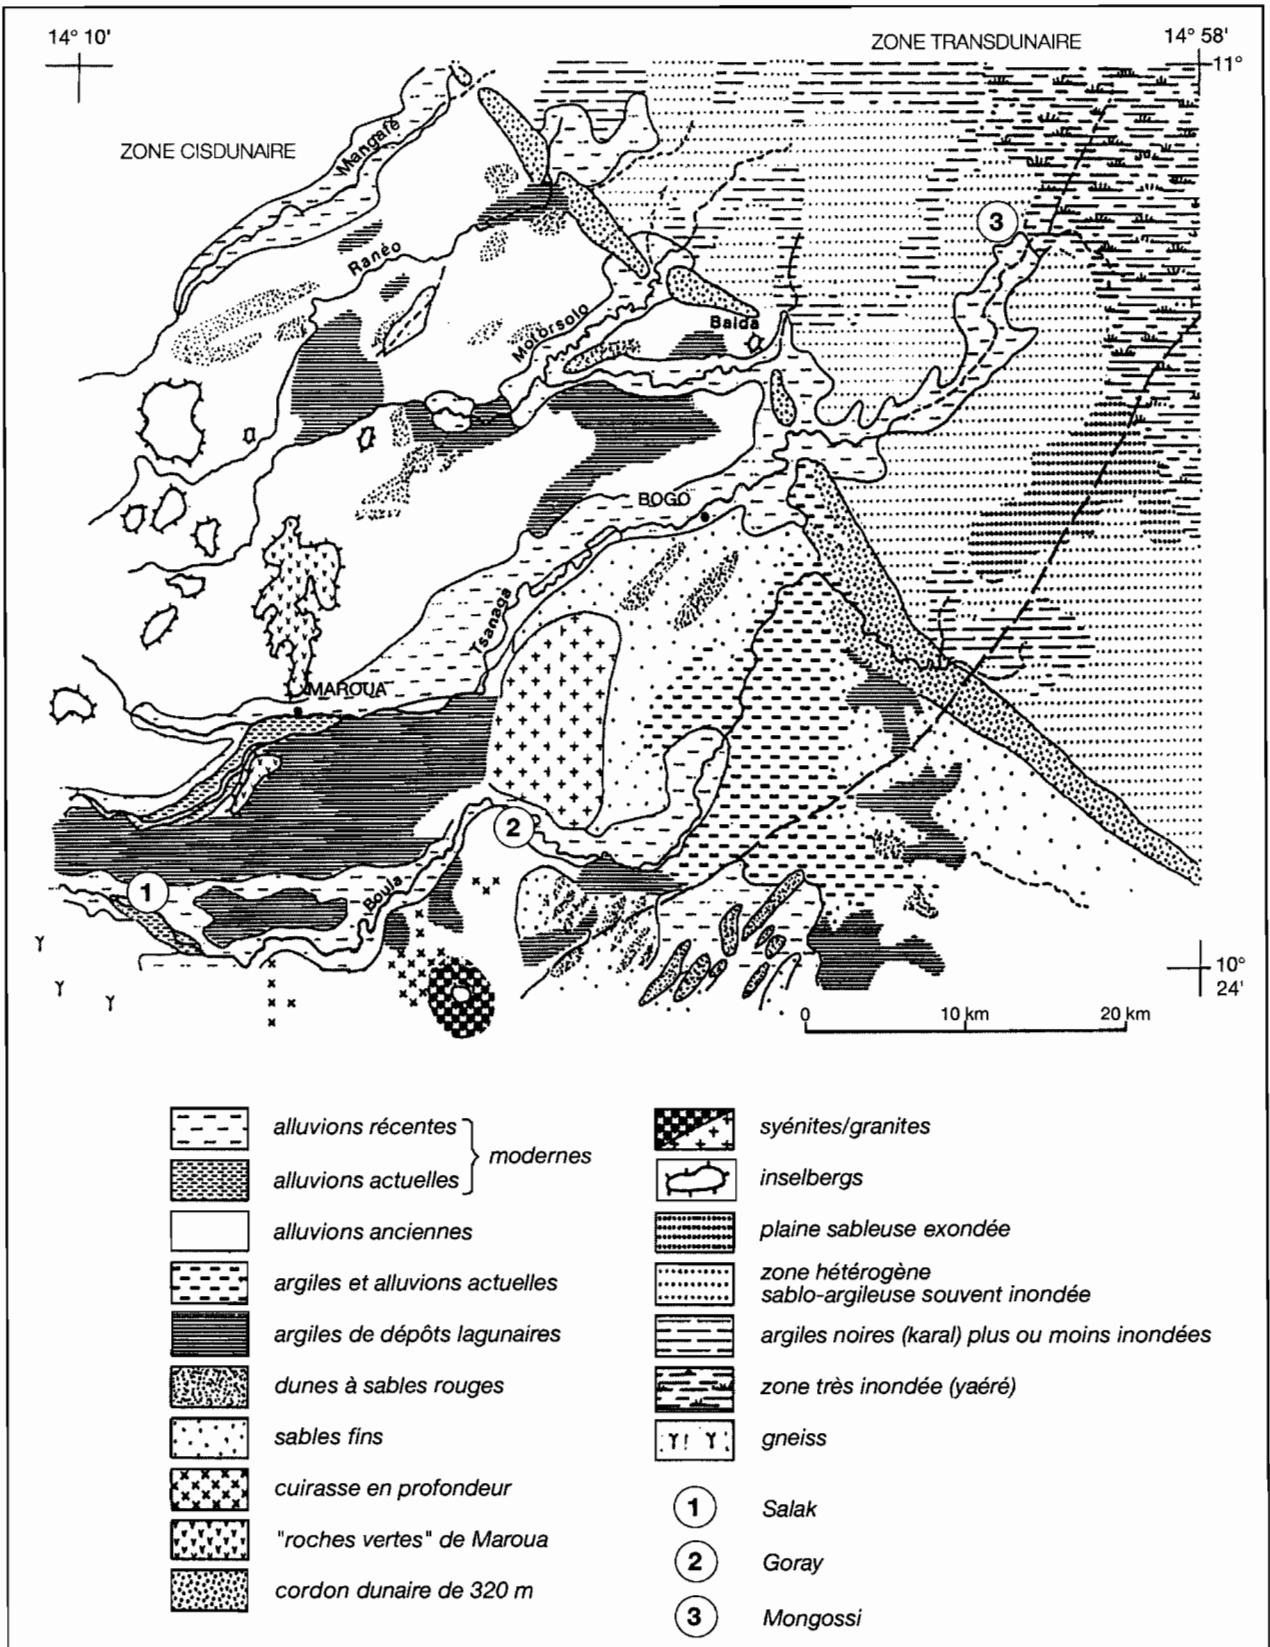 14° 10'
ZONE TRANSDUNAIRE
14° 58'
11°
ZONE CISDUNAIRE
Mangafé
Ranéo
3
Motorsolo
Balda
BOGO
Tsanaga
MAROUA
2
1
Boula
10°
24'
0
10 km
20 km
alluvions récentes
modernes
alluvions actuelles
alluvions anciennes
argiles et alluvions actuelles
argiles de dépôts lagunaires
dunes à sables rouges
sables fins
cuirasse en profondeur
"roches vertes" de Maroua
cordon dunaire de 320 m
syénites/granites
inselbergs
plaine sableuse exondée
zone hétérogène
sablo-argileuse souvent inondée
argiles noires (karal) plus ou moins inondées
zone très inondée (yaéré)
gneiss
1 Salak
2 Goray
3 Mongossi